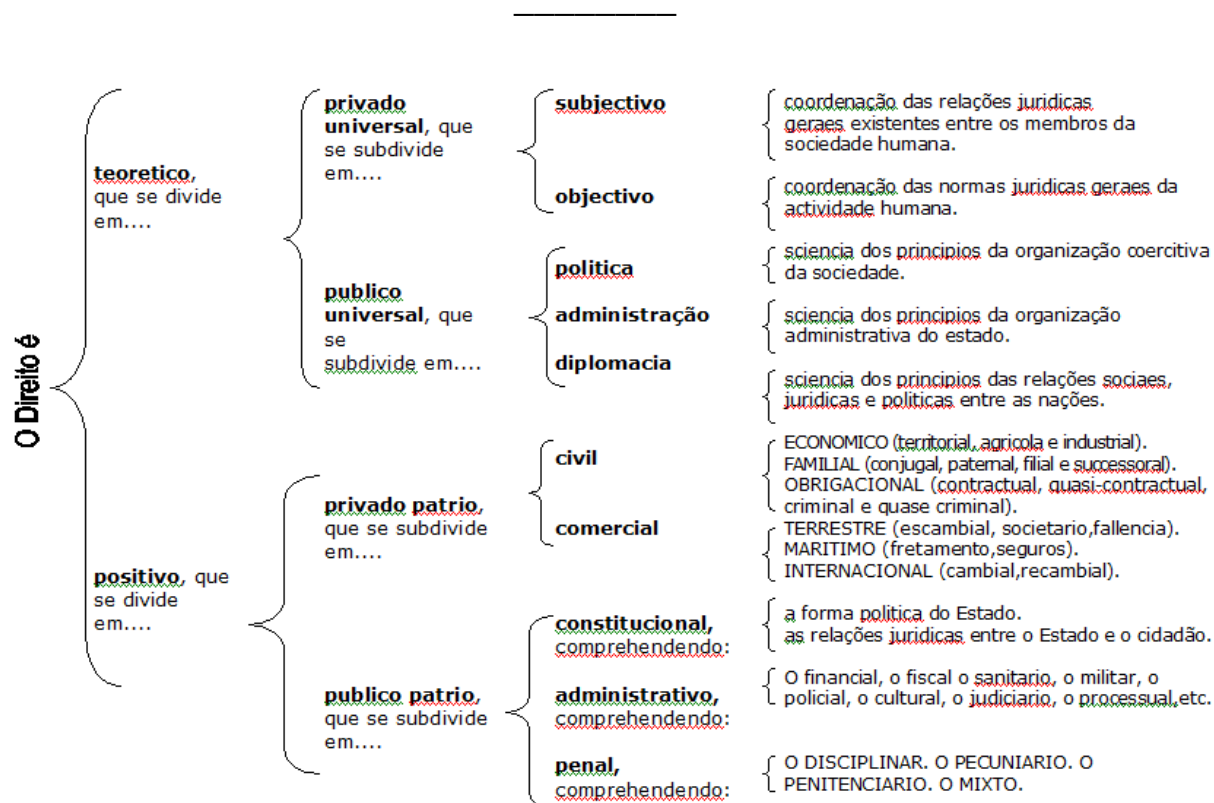 O Direito é
teoretico,
que se divide
em....
privado
universal, que
se subdivide
em....
subjectivo
coordenação das relações juridicas
geraes existentes entre os membros da
sociedade humana.
objectivo
coordenação das normas juridicas geraes da
actividade humana.
publico
universal, que
se
subdivide em....
politica
sciencia dos principios da organização coercitiva
da sociedade.
administração
sciencia dos principios da organização
administrativa do estado.
diplomacia
sciencia dos principios das relações sociaes,
juridicas e politicas entre as nações.
positivo, que
se divide
em....
privado patrio,
que se subdivide
em....
civil
ECONOMICO (territorial, agricola e industrial).
FAMILIAL (conjugal, paternal, filial e successoral).
OBRIGACIONAL (contractual, quasi-contractual,
criminal e quase criminal).
comercial
TERRESTRE (escambial, societario,fallencia).
MARITIMO (fretamento,seguros).
INTERNACIONAL (cambial,recambial).
publico patrio,
que se subdivide
em....
constitucional,
comprehendendo:
a forma politica do Estado.
as relações juridicas entre o Estado e o cidadão.
administrativo,
comprehendendo:
O financial, o fiscal o sanitario, o militar, o
policial, o cultural, o judiciario, o processual,etc.
penal,
comprehendendo:
O DISCIPLINAR. O PECUNIARIO. O
PENITENCIARIO. O MIXTO.